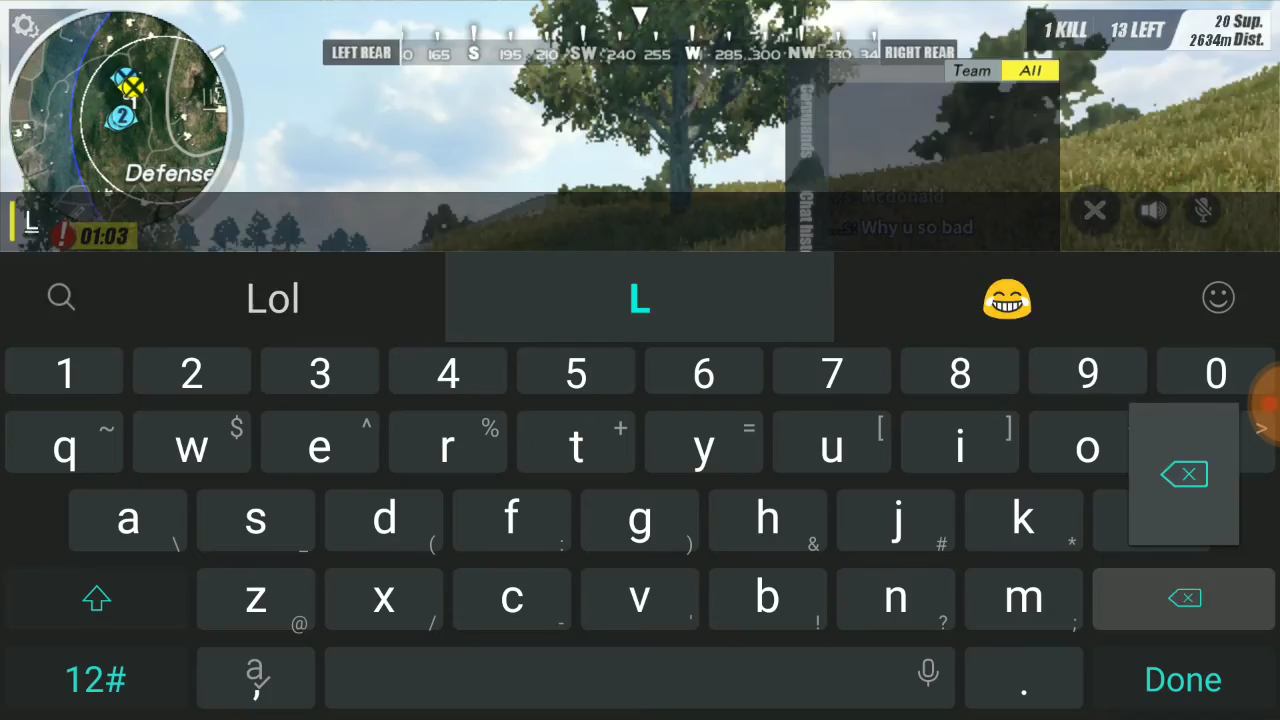 LEFT REAR
165 S 195 210 SW 240 255 W 285 300 NW 330
RIGHT REAR
1 KILL 13 LEFT
20 Sup.
2634m Dist.
Team All
Commands
2
Defense
Mcdonald
Why u so bad
L
! 01:03
Lol L
1 2 3 4 5 6 7 8 9 0
q ~ w $ e ^ r % t + y = u [ i ] o >
a \ s _ d ( f : g ) h & j # k *
z @ x / c - v ' b ! n ? m ;
12# a , . Done